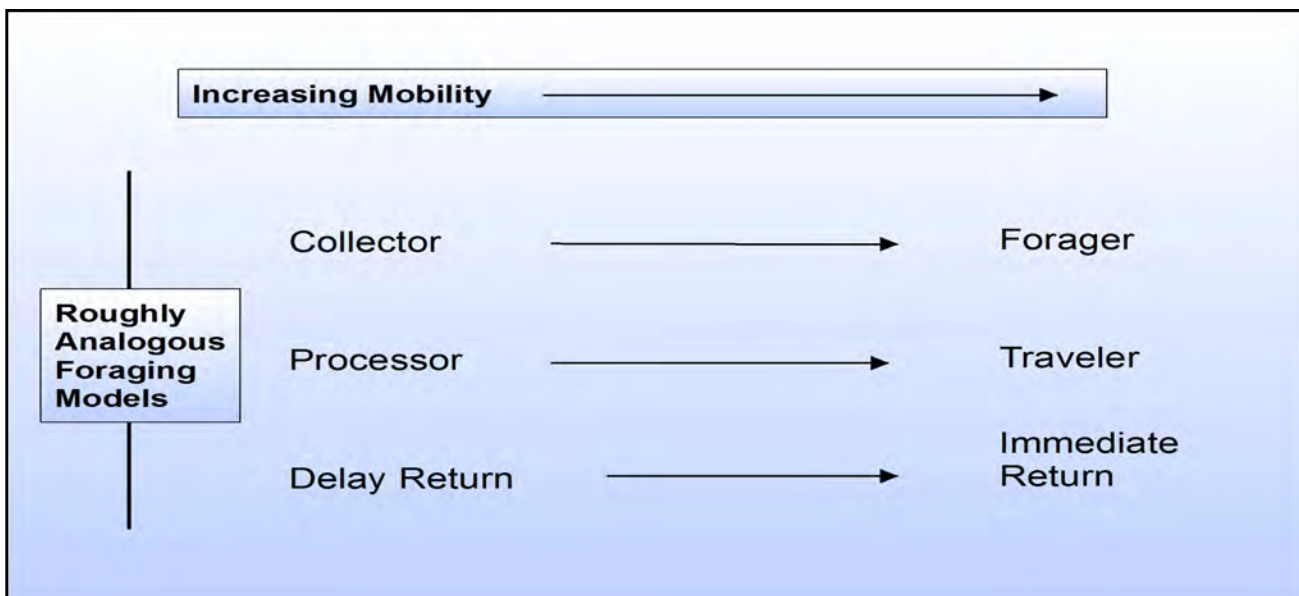 Increasing Mobility
Collector
Forager
Roughly
Analogous
Foraging
Models
Processor
Traveler
Delay Return
Immediate
Return